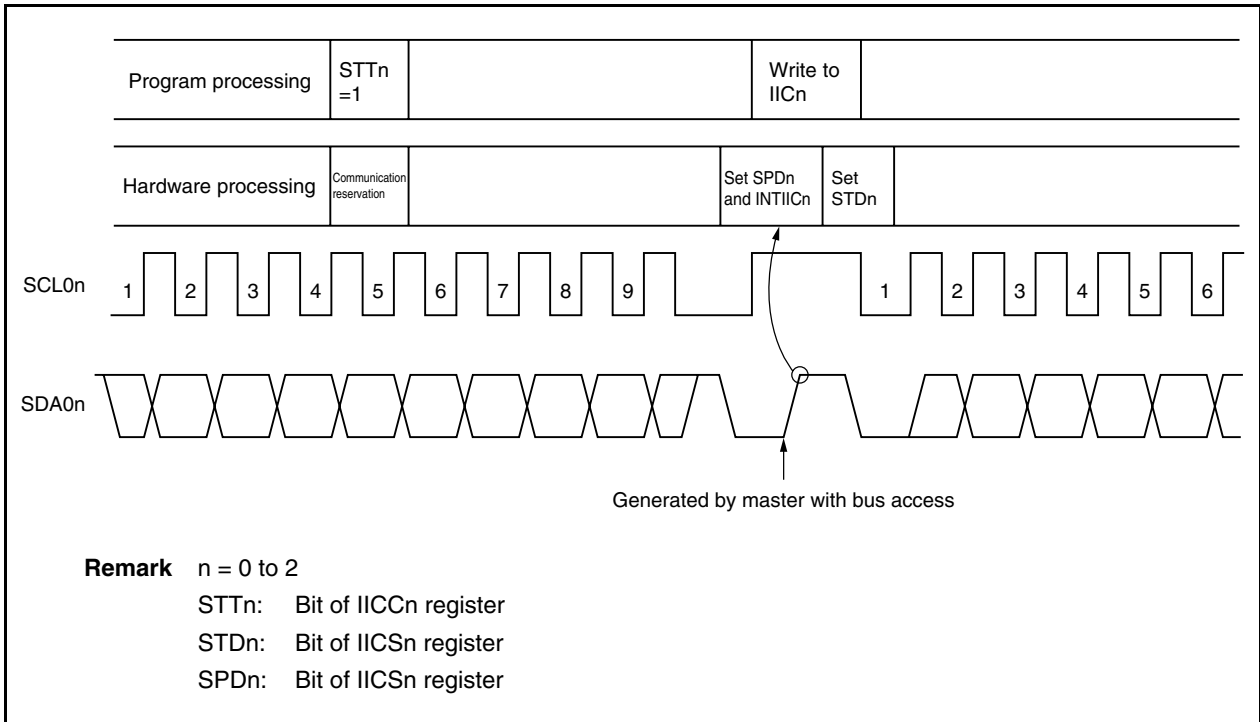 Program processing
STTn
=1
Write to
IICn
Hardware processing
Communication
reservation
Set SPDn
and INTIICn
Set
STDn
SCL0n
1 2 3 4 5 6 7 8 9 1 2 3 4 5 6
SDA0n
Generated by master with bus access
Remark n = 0 to 2
STTn: Bit of IICCn register
STDn: Bit of IICSn register
SPDn: Bit of IICSn register